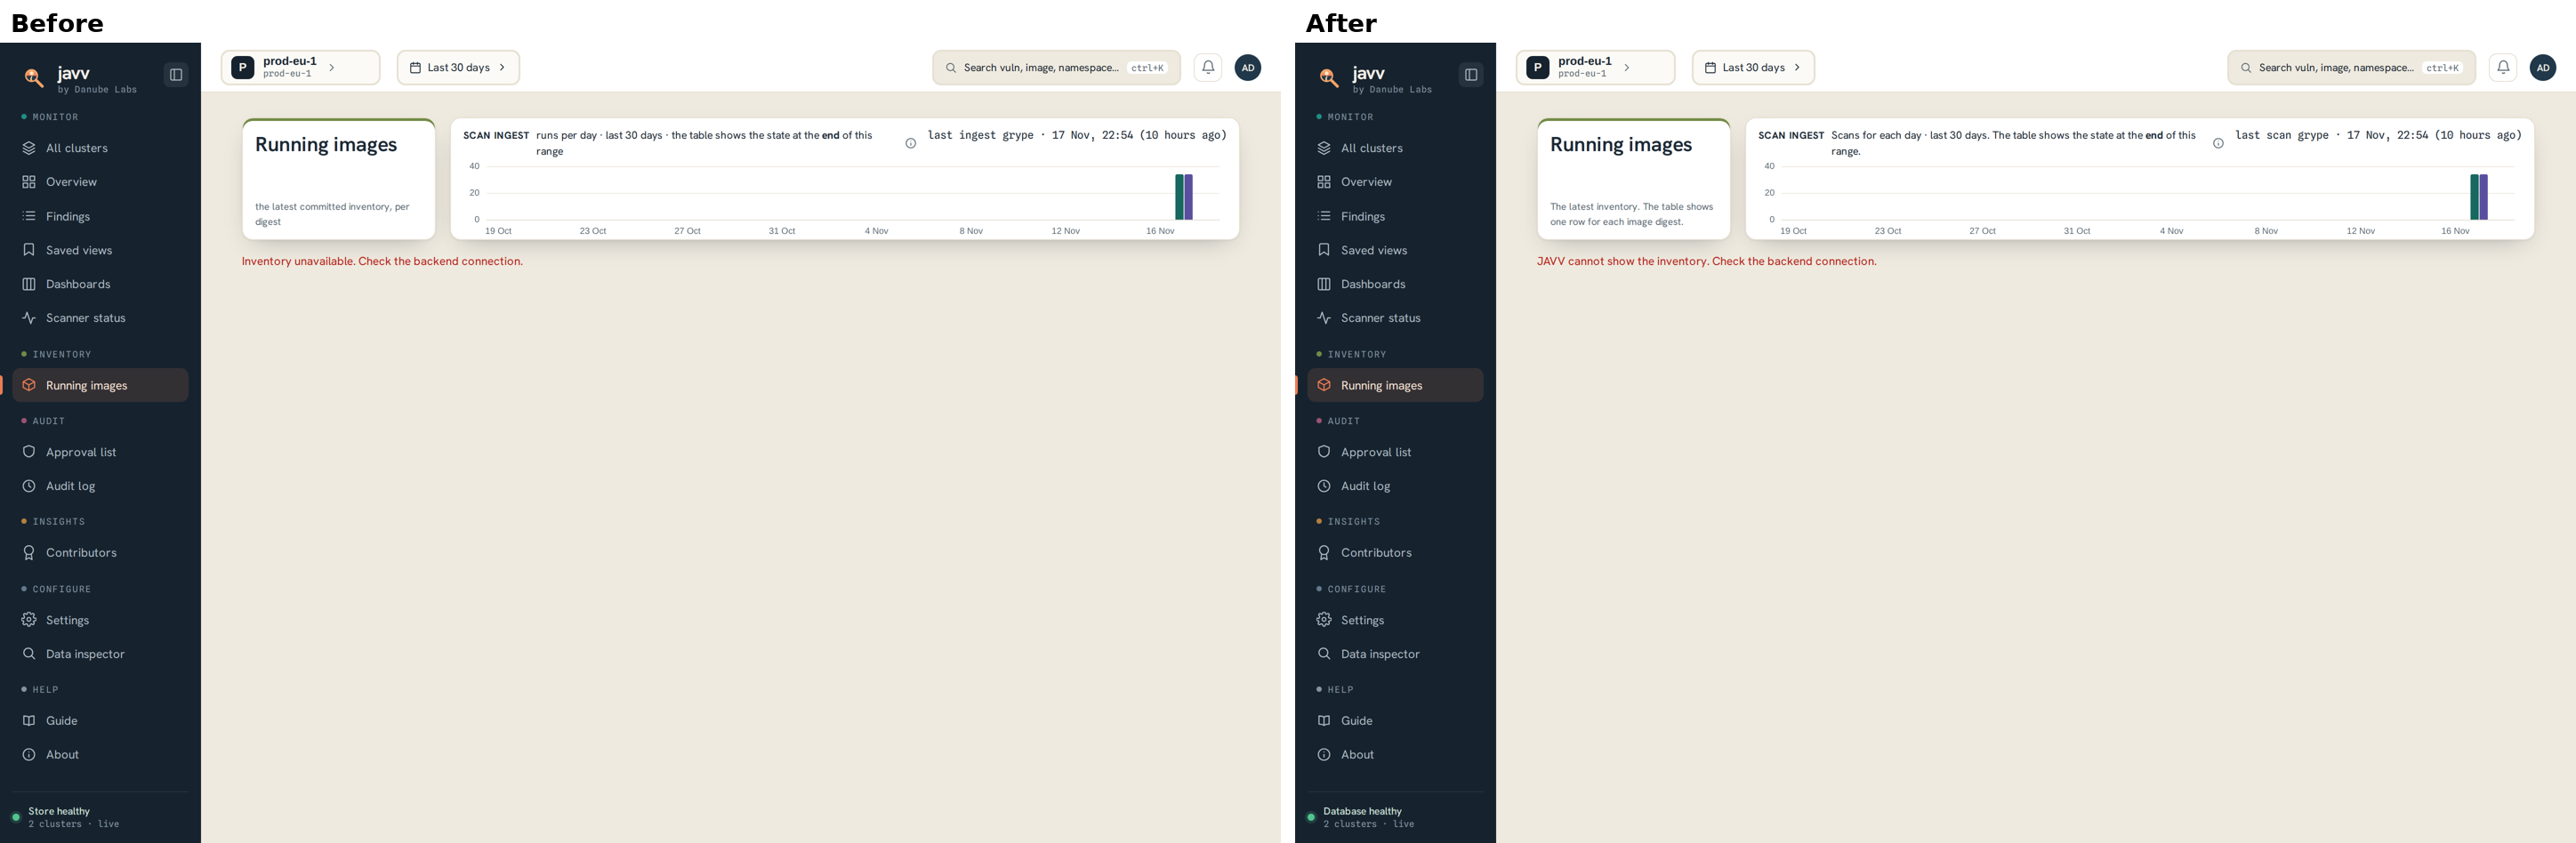 Before
javv
by Danube Labs
MONITOR
All clusters
Overview
Findings
Saved views
Dashboards
Scanner status
INVENTORY
Running images
AUDIT
Approval list
Audit log
INSIGHTS
Contributors
CONFIGURE
Settings
Data inspector
HELP
Guide
About
Store healthy
2 clusters · live
P
prod-eu-1
prod-eu-1
Last 30 days
Search vuln, image, namespace...
ctrl+K
AD
Running images
the latest committed inventory, per
digest
SCAN INGEST runs per day · last 30 days · the table shows the state at the end of this
range
last ingest grype · 17 Nov, 22:54 (10 hours ago)
40
20
0
19 Oct 23 Oct 27 Oct 31 Oct 4 Nov 8 Nov 12 Nov 16 Nov
Inventory unavailable. Check the backend connection.
After
javv
by Danube Labs
MONITOR
All clusters
Overview
Findings
Saved views
Dashboards
Scanner status
INVENTORY
Running images
AUDIT
Approval list
Audit log
INSIGHTS
Contributors
CONFIGURE
Settings
Data inspector
HELP
Guide
About
Database healthy
2 clusters · live
P
prod-eu-1
prod-eu-1
Last 30 days
Search vuln, image, namespace...
ctrl+K
AD
Running images
The latest inventory. The table shows
one row for each image digest.
SCAN INGEST Scans for each day · last 30 days. The table shows the state at the end of this
range.
last scan grype · 17 Nov, 22:54 (10 hours ago)
40
20
0
19 Oct 23 Oct 27 Oct 31 Oct 4 Nov 8 Nov 12 Nov 16 Nov
JAVV cannot show the inventory. Check the backend connection.